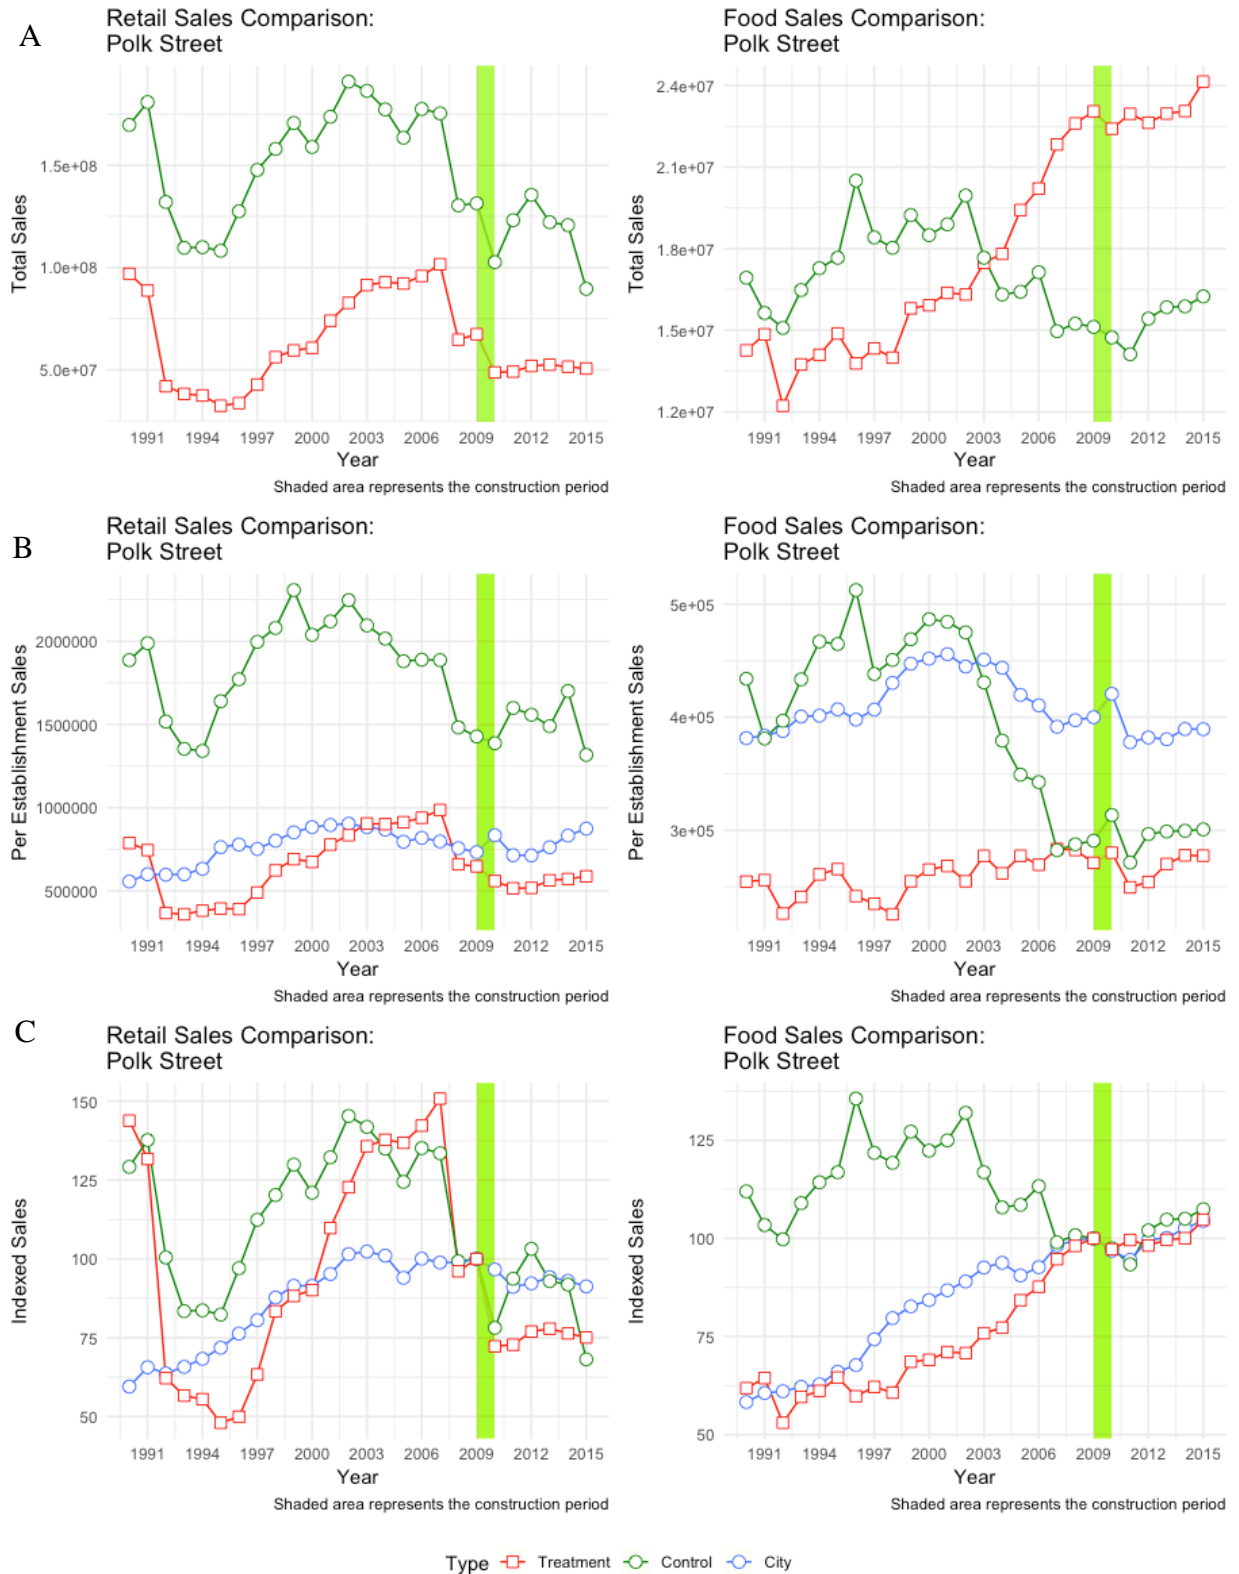 A
Retail Sales Comparison:
Polk Street
Total Sales
1.5e+08
1.0e+08
5.0e+07
1991 1994 1997 2000 2003 2006 2009 2012 2015
Year
Shaded area represents the construction period
Food Sales Comparison:
Polk Street
Total Sales
2.4e+07
2.1e+07
1.8e+07
1.5e+07
1.2e+07
1991 1994 1997 2000 2003 2006 2009 2012 2015
Year
Shaded area represents the construction period
B
Retail Sales Comparison:
Polk Street
Per Establishment Sales
2000000
1500000
1000000
500000
1991 1994 1997 2000 2003 2006 2009 2012 2015
Year
Shaded area represents the construction period
Food Sales Comparison:
Polk Street
Per Establishment Sales
5e+05
4e+05
3e+05
1991 1994 1997 2000 2003 2006 2009 2012 2015
Year
Shaded area represents the construction period
C
Retail Sales Comparison:
Polk Street
Indexed Sales
150
125
100
75
50
1991 1994 1997 2000 2003 2006 2009 2012 2015
Year
Shaded area represents the construction period
Food Sales Comparison:
Polk Street
Indexed Sales
125
100
75
50
1991 1994 1997 2000 2003 2006 2009 2012 2015
Year
Shaded area represents the construction period
Type Treatment Control City